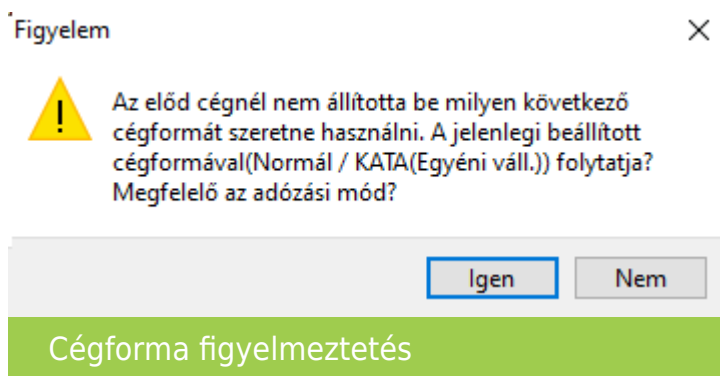 Figyelem
Az előd cégnél nem állította be milyen következő
cégformát szeretne használni. A jelenlegi beállított
cégformával(Normál / KATA(Egyéni váll.)) folytatja?
Megfelelő az adózási mód?
Igen Nem
Cégforma figyelmeztetés